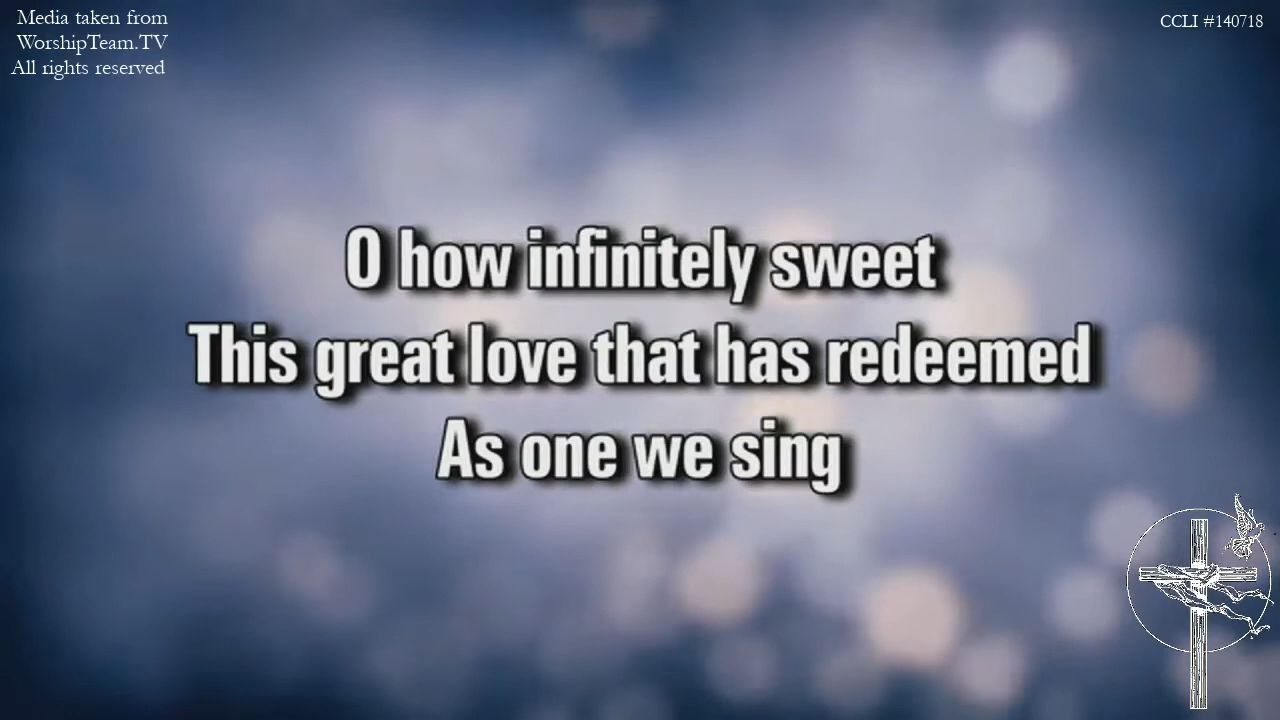 Media taken from
WorshipTeam.TV
All rights reserved
CCLI #140718
O how infinitely sweet
This great love that has redeemed
As one we sing